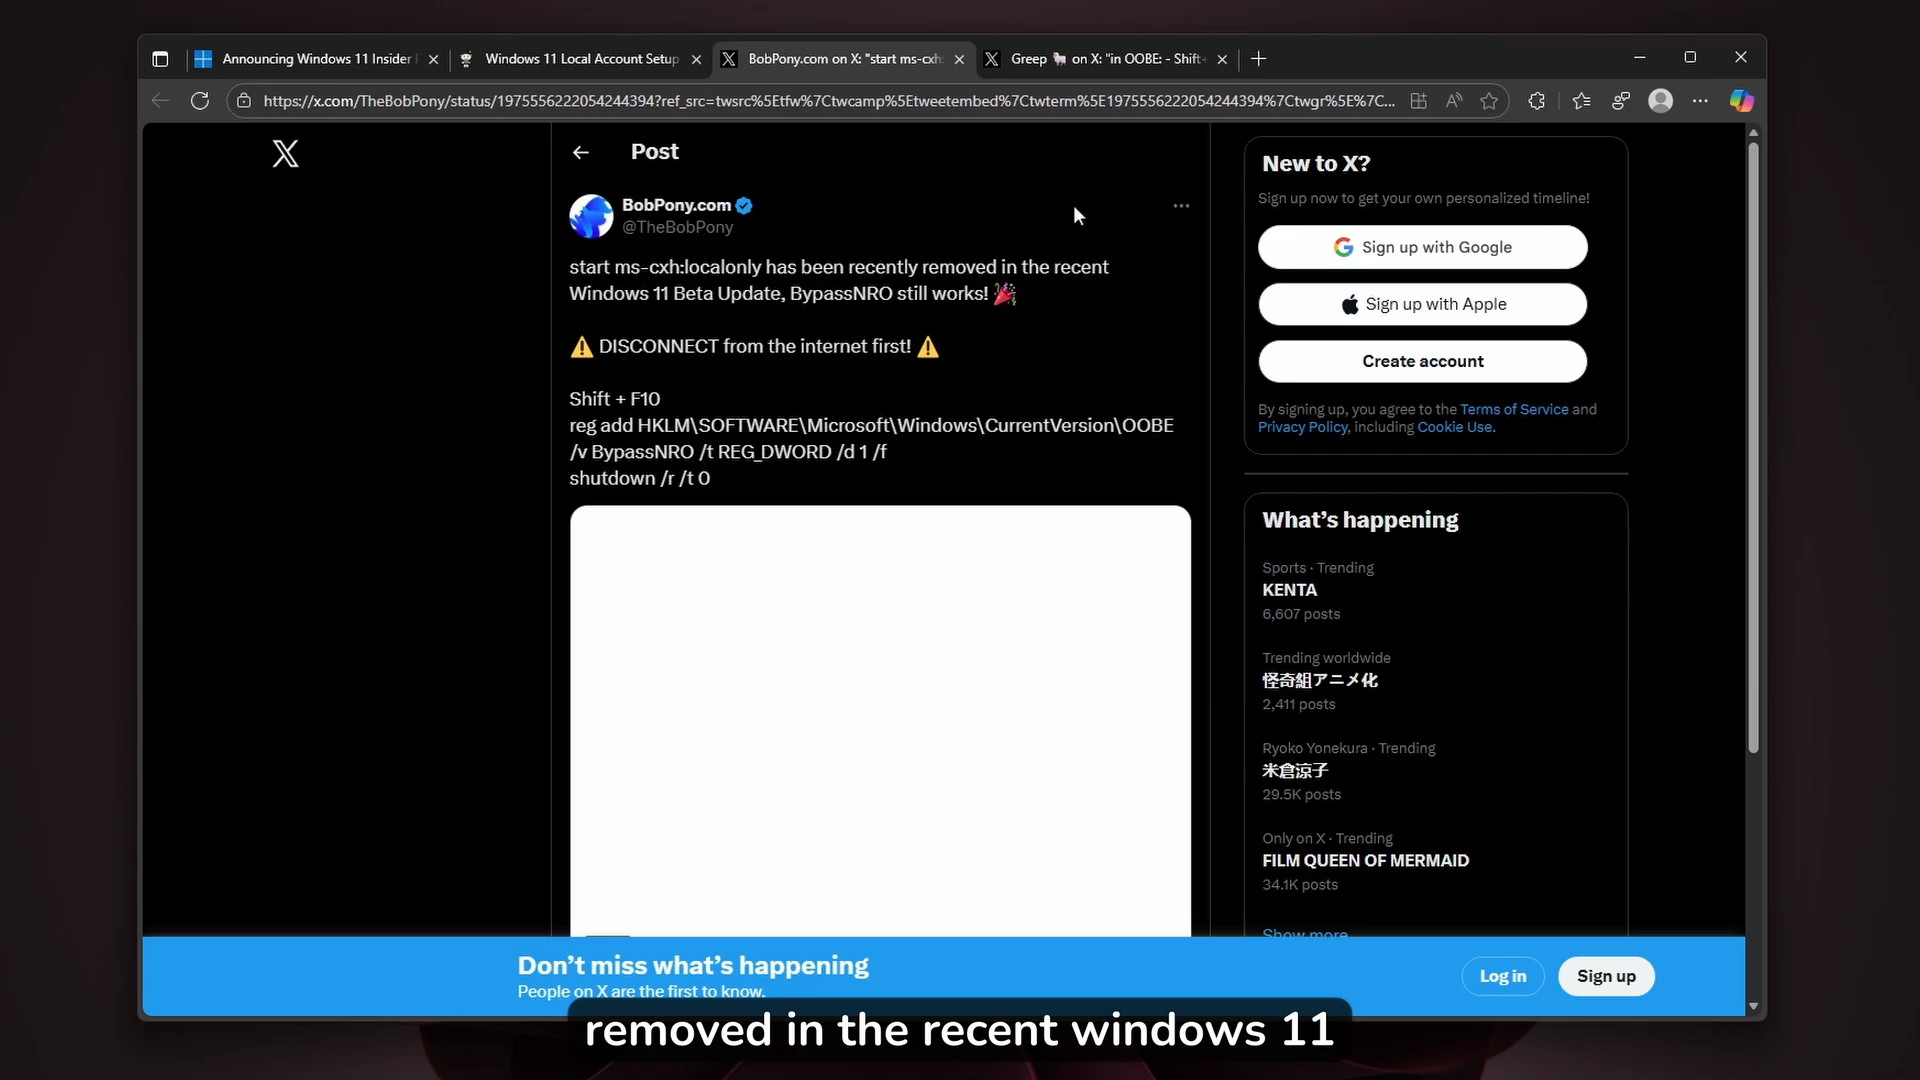 Announcing Windows 11 Insider
Windows 11 Local Account Setup
BobPony.com on X: "start ms-cxh:
Greep 🐏 on X: "in OOBE: - Shift+
https://x.com/TheBobPony/status/1975556222054244394?ref_src=twsrc%5Etfw%7Ctwcamp%5Etweetembed%7Ctwterm%5E1975556222054244394%7Ctwgr%5E%7C...
Post
BobPony.com
@TheBobPony
start ms-cxh:localonly has been recently removed in the recent
Windows 11 Beta Update, BypassNRO still works! 🎉
⚠️ DISCONNECT from the internet first! ⚠️
Shift + F10
reg add HKLM\SOFTWARE\Microsoft\Windows\CurrentVersion\OOBE
/v BypassNRO /t REG_DWORD /d 1 /f
shutdown /r /t 0
New to X?
Sign up now to get your own personalized timeline!
Sign up with Google
Sign up with Apple
Create account
By signing up, you agree to the Terms of Service and
Privacy Policy, including Cookie Use.
What's happening
Sports · Trending
KENTA
6,607 posts
Trending worldwide
怪奇組アニメ化
2,411 posts
Ryoko Yonekura · Trending
米倉涼子
29.5K posts
Only on X · Trending
FILM QUEEN OF MERMAID
34.1K posts
Show more
Don't miss what's happening
People on X are the first to know.
Log in
Sign up
removed in the recent windows 11